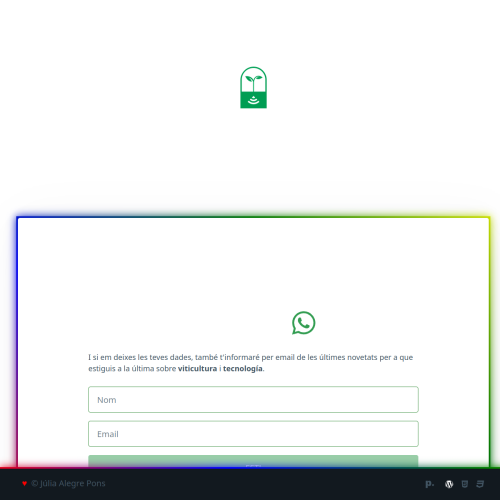 I si em deixes les teves dades, també t'informaré per email de les últimes novetats per a que
estiguis a la última sobre viticultura i tecnología.
Nom
Email
© Júlia Alegre Pons